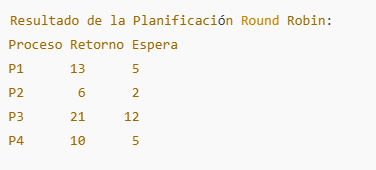 Resultado de la Planificación Round Robin:
Proceso Retorno Espera
P1      13      5
P2       6      2
P3      21     12
P4      10      5